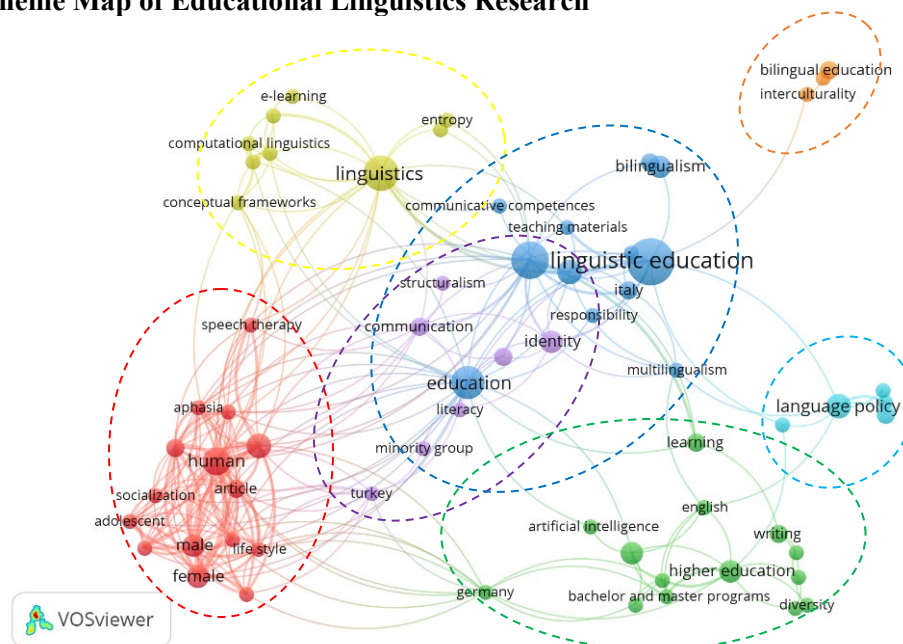 heme Map of Educational Linguistics Research
bilingual education
interculturality
e-learning
entropy
computational linguistics
linguistics
bilingualism
conceptual frameworks
communicative competences
teaching materials
linguistic education
structuralism
italy
responsibility
speech therapy
communication
identity
multilingualism
education
literacy
language policy
aphasia
minority group
learning
human
article
socialization
turkey
adolescent
english
artificial intelligence
writing
male
life style
higher education
female
germany
bachelor and master programs
diversity
VOSviewer